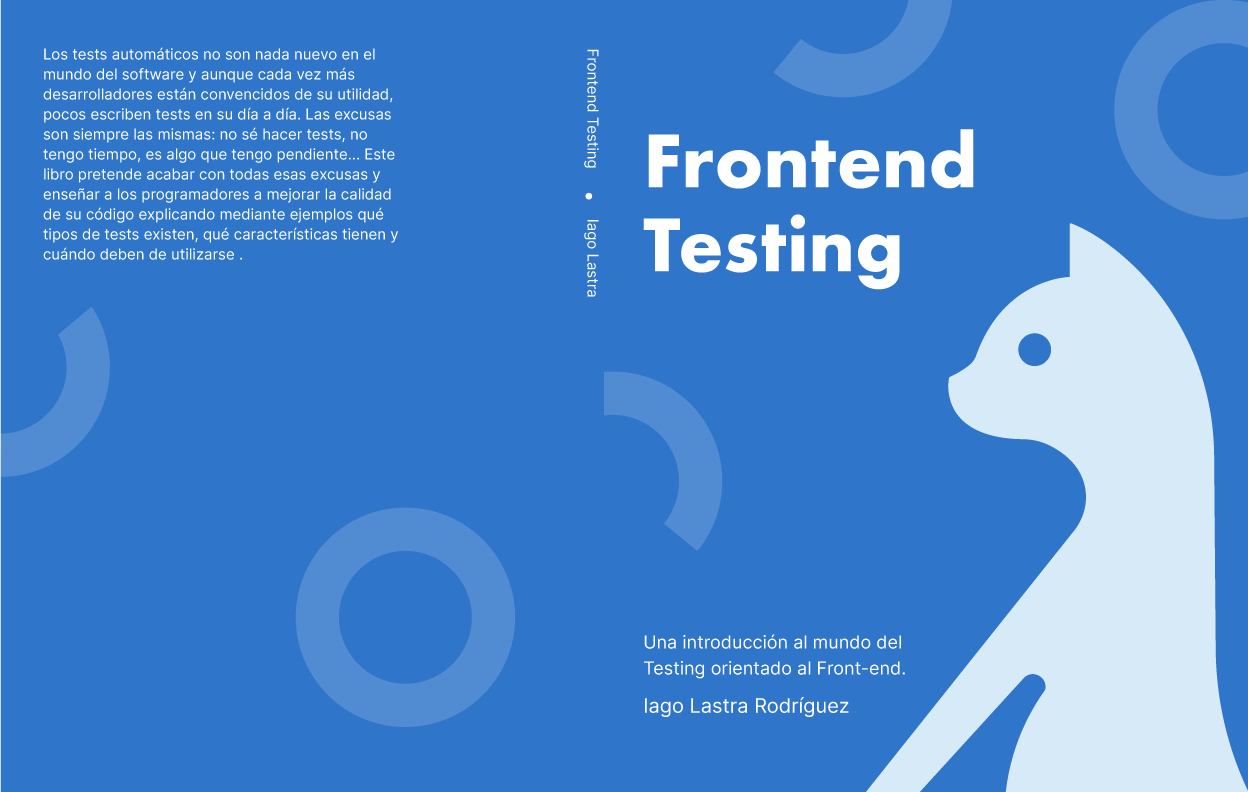 Los tests automáticos no son nada nuevo en el
mundo del software y aunque cada vez más
desarrolladores están convencidos de su utilidad,
pocos escriben tests en su día a día. Las excusas
son siempre las mismas: no sé hacer tests, no
tengo tiempo, es algo que tengo pendiente... Este
libro pretende acabar con todas esas excusas y
enseñar a los programadores a mejorar la calidad
de su código explicando mediante ejemplos qué
tipos de tests existen, qué características tienen y
cuándo deben de utilizarse .
Frontend Testing • Iago Lastra
Frontend
Testing
Una introducción al mundo del
Testing orientado al Front-end.
Iago Lastra Rodríguez